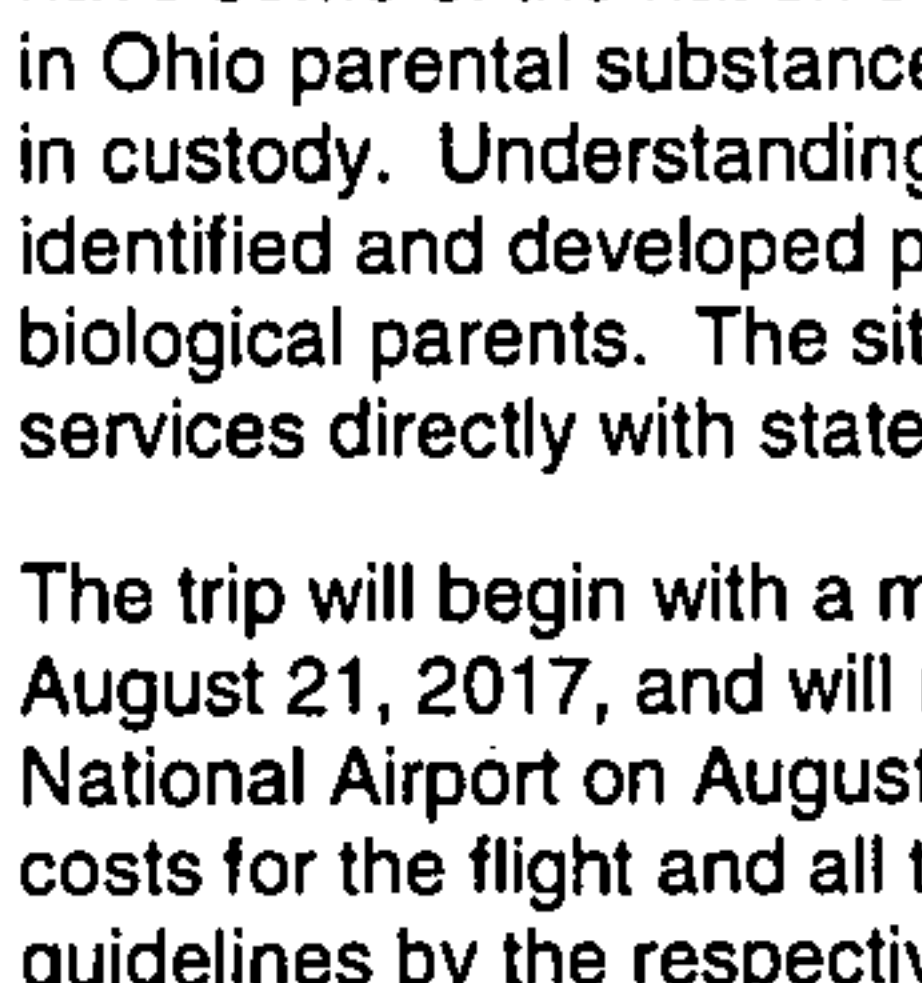 in Ohio parental substance
in custody. Understanding
identified and developed p
biological parents. The sit
services directly with state
The trip will begin with a m
August 21, 2017, and will
National Airport on August
costs for the flight and all t
guidelines by the respectiv